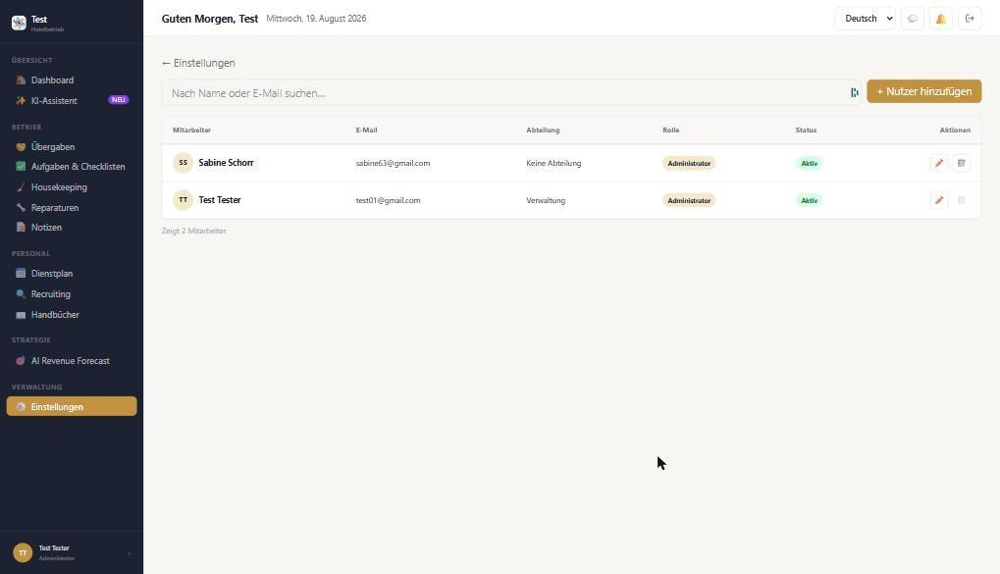 Test
Hotelbetrieb
Guten Morgen, Test Mittwoch, 19. August 2026
Deutsch
ÜBERSICHT
Dashboard
KI-Assistent NEU
BETRIEB
Übergaben
Aufgaben & Checklisten
Housekeeping
Reparaturen
Notizen
PERSONAL
Dienstplan
Recruiting
Handbücher
STRATEGIE
AI Revenue Forecast
VERWALTUNG
Einstellungen
TT Test Tester
Administrator
← Einstellungen
Nach Name oder E-Mail suchen...
+ Nutzer hinzufügen
Mitarbeiter E-Mail Abteilung Rolle Status Aktionen
SS Sabine Schorr sabine63@gmail.com Keine Abteilung Administrator Aktiv
TT Test Tester test01@gmail.com Verwaltung Administrator Aktiv
Zeigt 2 Mitarbeiter